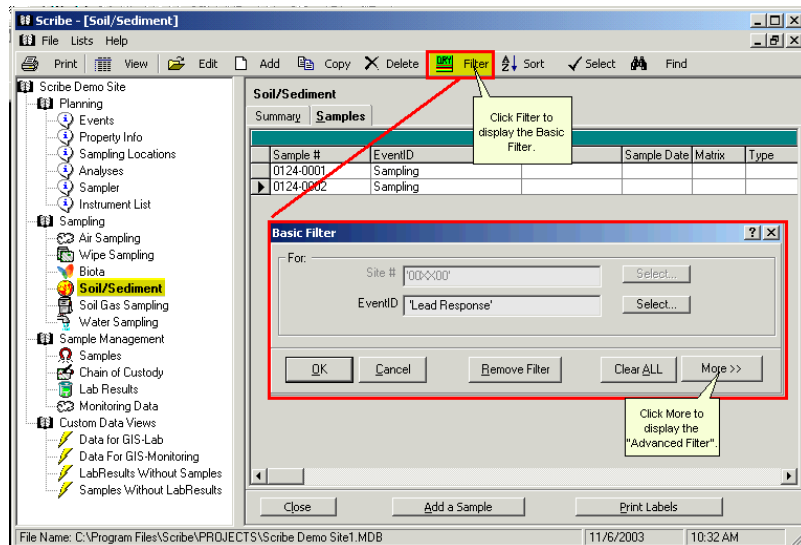 Scribe - [Soil/Sediment]
File Lists Help
Print View Edit Add Copy Delete Filter Sort Select Find
Scribe Demo Site
Planning
Events
Property Info
Sampling Locations
Analyses
Sampler
Instrument List
Sampling
Air Sampling
Wipe Sampling
Biota
Soil/Sediment
Soil Gas Sampling
Water Sampling
Sample Management
Samples
Chain of Custody
Lab Results
Monitoring Data
Custom Data Views
Data for GIS-Lab
Data For GIS-Monitoring
LabResults Without Samples
Samples Without LabResults
Soil/Sediment
Summary Samples
Click Filter to
display the Basic
Filter.
Sample # EventID Sample Date Matrix Type
0124-0001 Sampling
0124-0002 Sampling
Basic Filter
For:
Site # '00XX00' Select...
EventID 'Lead Response' Select...
OK Cancel Remove Filter Clear ALL More >>
Click More to
display the
"Advanced Filter".
Close Add a Sample Print Labels
File Name: C:\Program Files\Scribe\PROJECTS\Scribe Demo Site1.MDB 11/6/2003 10:32 AM